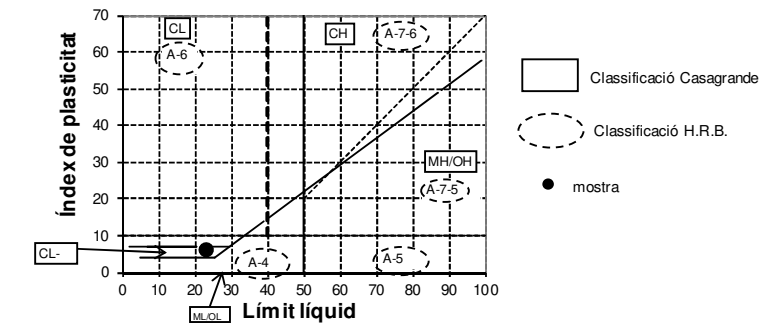 Índex de plasticitat
70
60
50
40
30
20
10
0
CL
A-6
CH
A-7-6
MH/OH
A-7-5
A-4
A-5
CL-
ML/OL
0 10 20 30 40 50 60 70 80 90 100
Límit líquid
Classificació Casagrande
Classificació H.R.B.
mostra